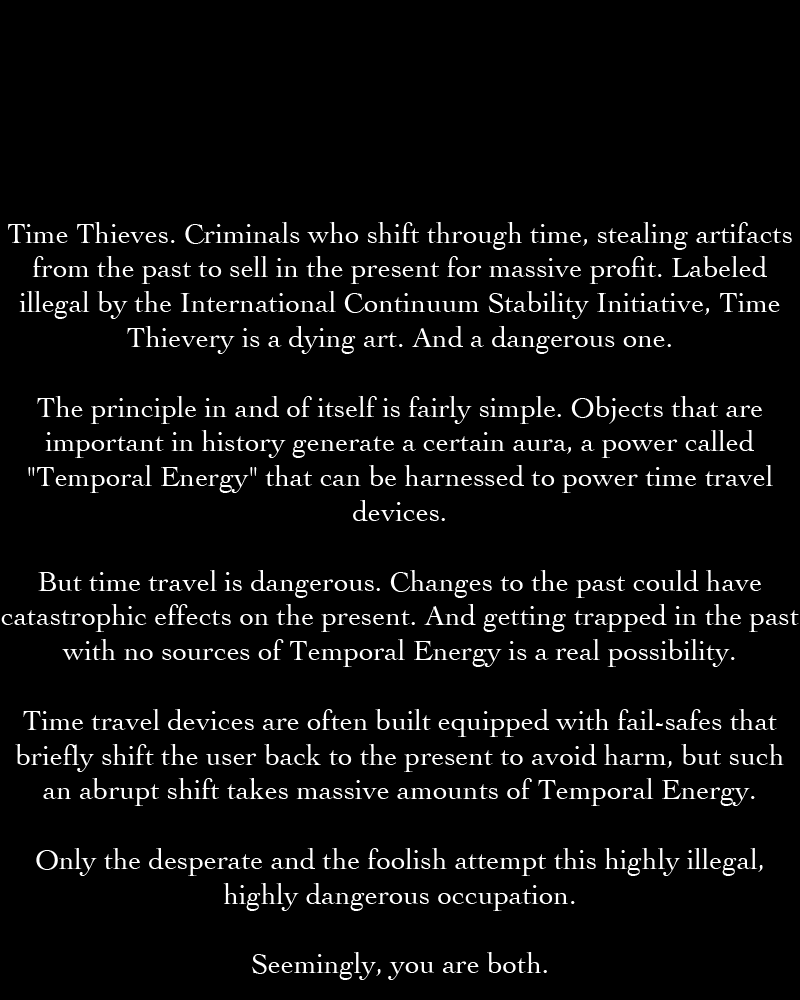 Time Thieves. Criminals who shift through time, stealing artifacts
from the past to sell in the present for massive profit. Labeled
illegal by the International Continuum Stability Initiative, Time
Thievery is a dying art. And a dangerous one.
The principle in and of itself is fairly simple. Objects that are
important in history generate a certain aura, a power called
"Temporal Energy" that can be harnessed to power time travel
devices.
But time travel is dangerous. Changes to the past could have
catastrophic effects on the present. And getting trapped in the past
with no sources of Temporal Energy is a real possibility.
Time travel devices are often built equipped with fail-safes that
briefly shift the user back to the present to avoid harm, but such
an abrupt shift takes massive amounts of Temporal Energy.
Only the desperate and the foolish attempt this highly illegal,
highly dangerous occupation.
Seemingly, you are both.